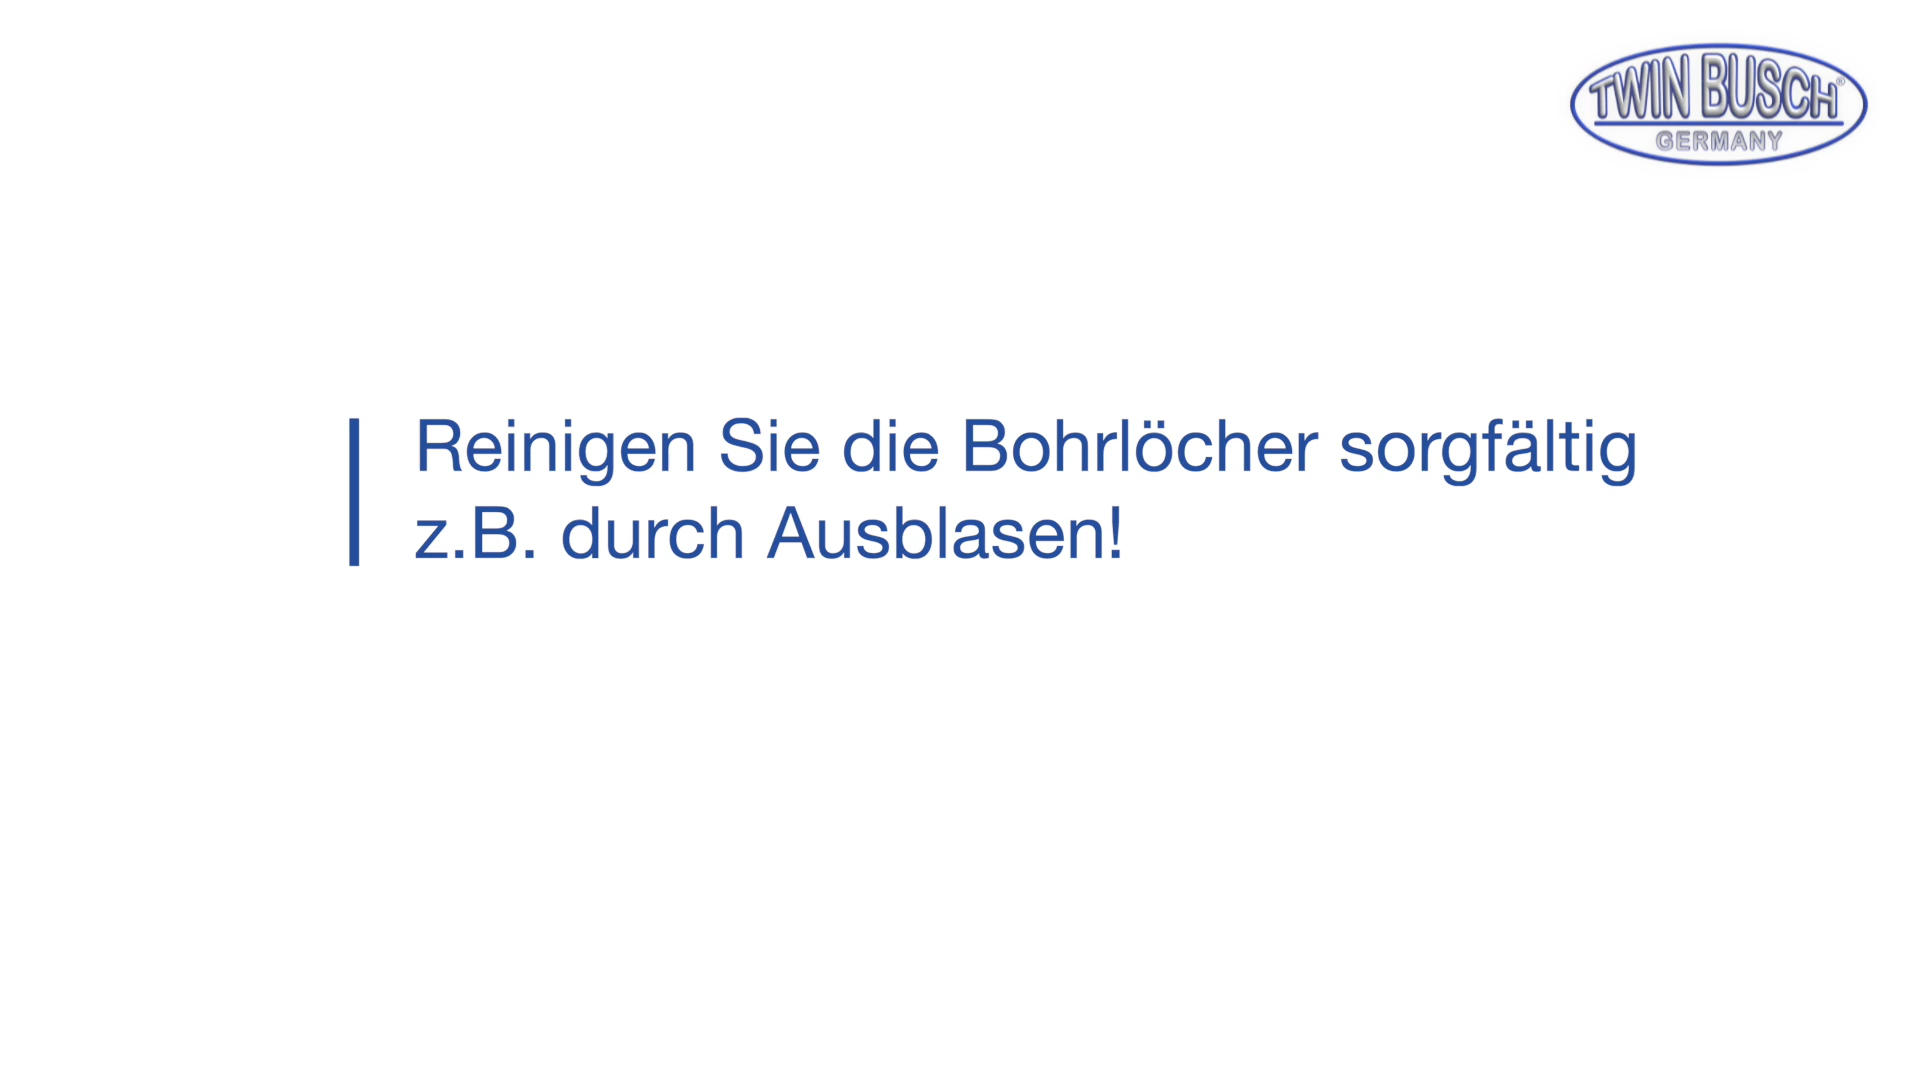 TWIN BUSCH®
GERMANY
Reinigen Sie die Bohrlöcher sorgfältig
z.B. durch Ausblasen!